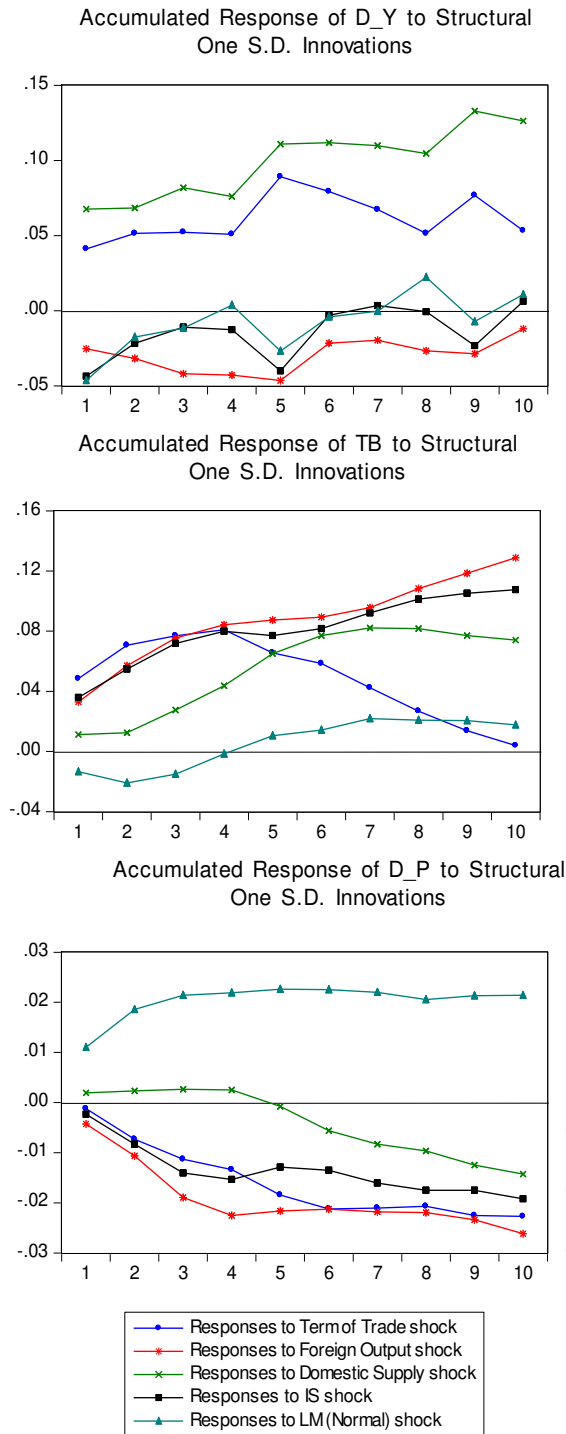 Accumulated Response of D_Y to Structural
One S.D. Innovations
.15
.10
.05
.00
-.05
1 2 3 4 5 6 7 8 9 10
Accumulated Response of TB to Structural
One S.D. Innovations
.16
.12
.08
.04
.00
-.04
1 2 3 4 5 6 7 8 9 10
Accumulated Response of D_P to Structural
One S.D. Innovations
.03
.02
.01
.00
-.01
-.02
-.03
1 2 3 4 5 6 7 8 9 10
Responses to Term of Trade shock
Responses to Foreign Output shock
Responses to Domestic Supply shock
Responses to IS shock
Responses to LM (Normal) shock